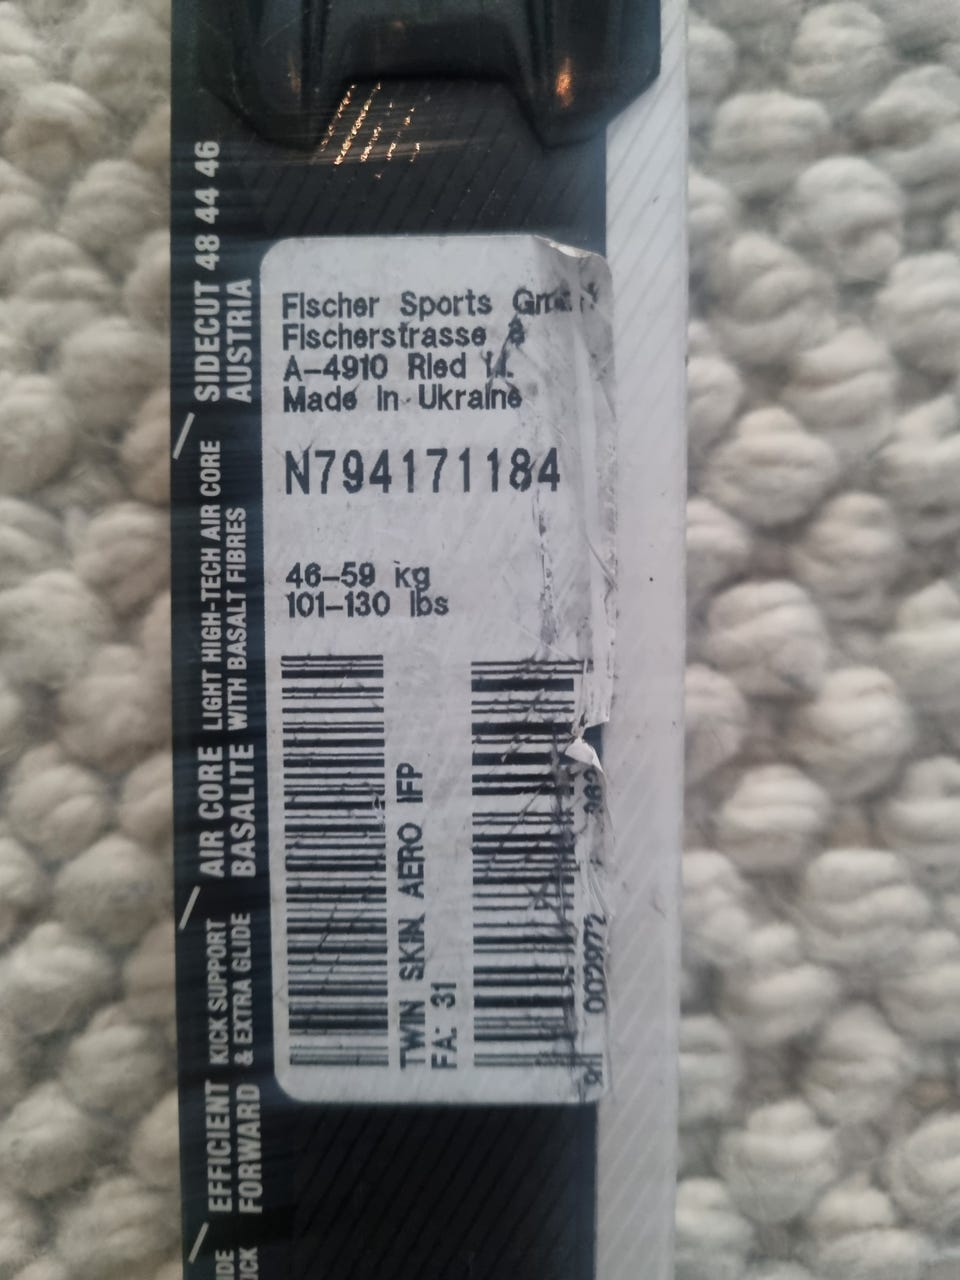 SIDECUT 48 44 46
AUSTRIA
AIR CORE LIGHT HIGH-TECH AIR CORE
BASALITE WITH BASALT FIBRES
EFFICIENT KICK SUPPORT
FORWARD & EXTRA GLIDE
Fischer Sports
Fischerstrasse
A-4910 Ried
Made in Ukraine
N794171184
46-59 kg
101-130 lbs
TWIN SKIN AERO IFP
FA: 31